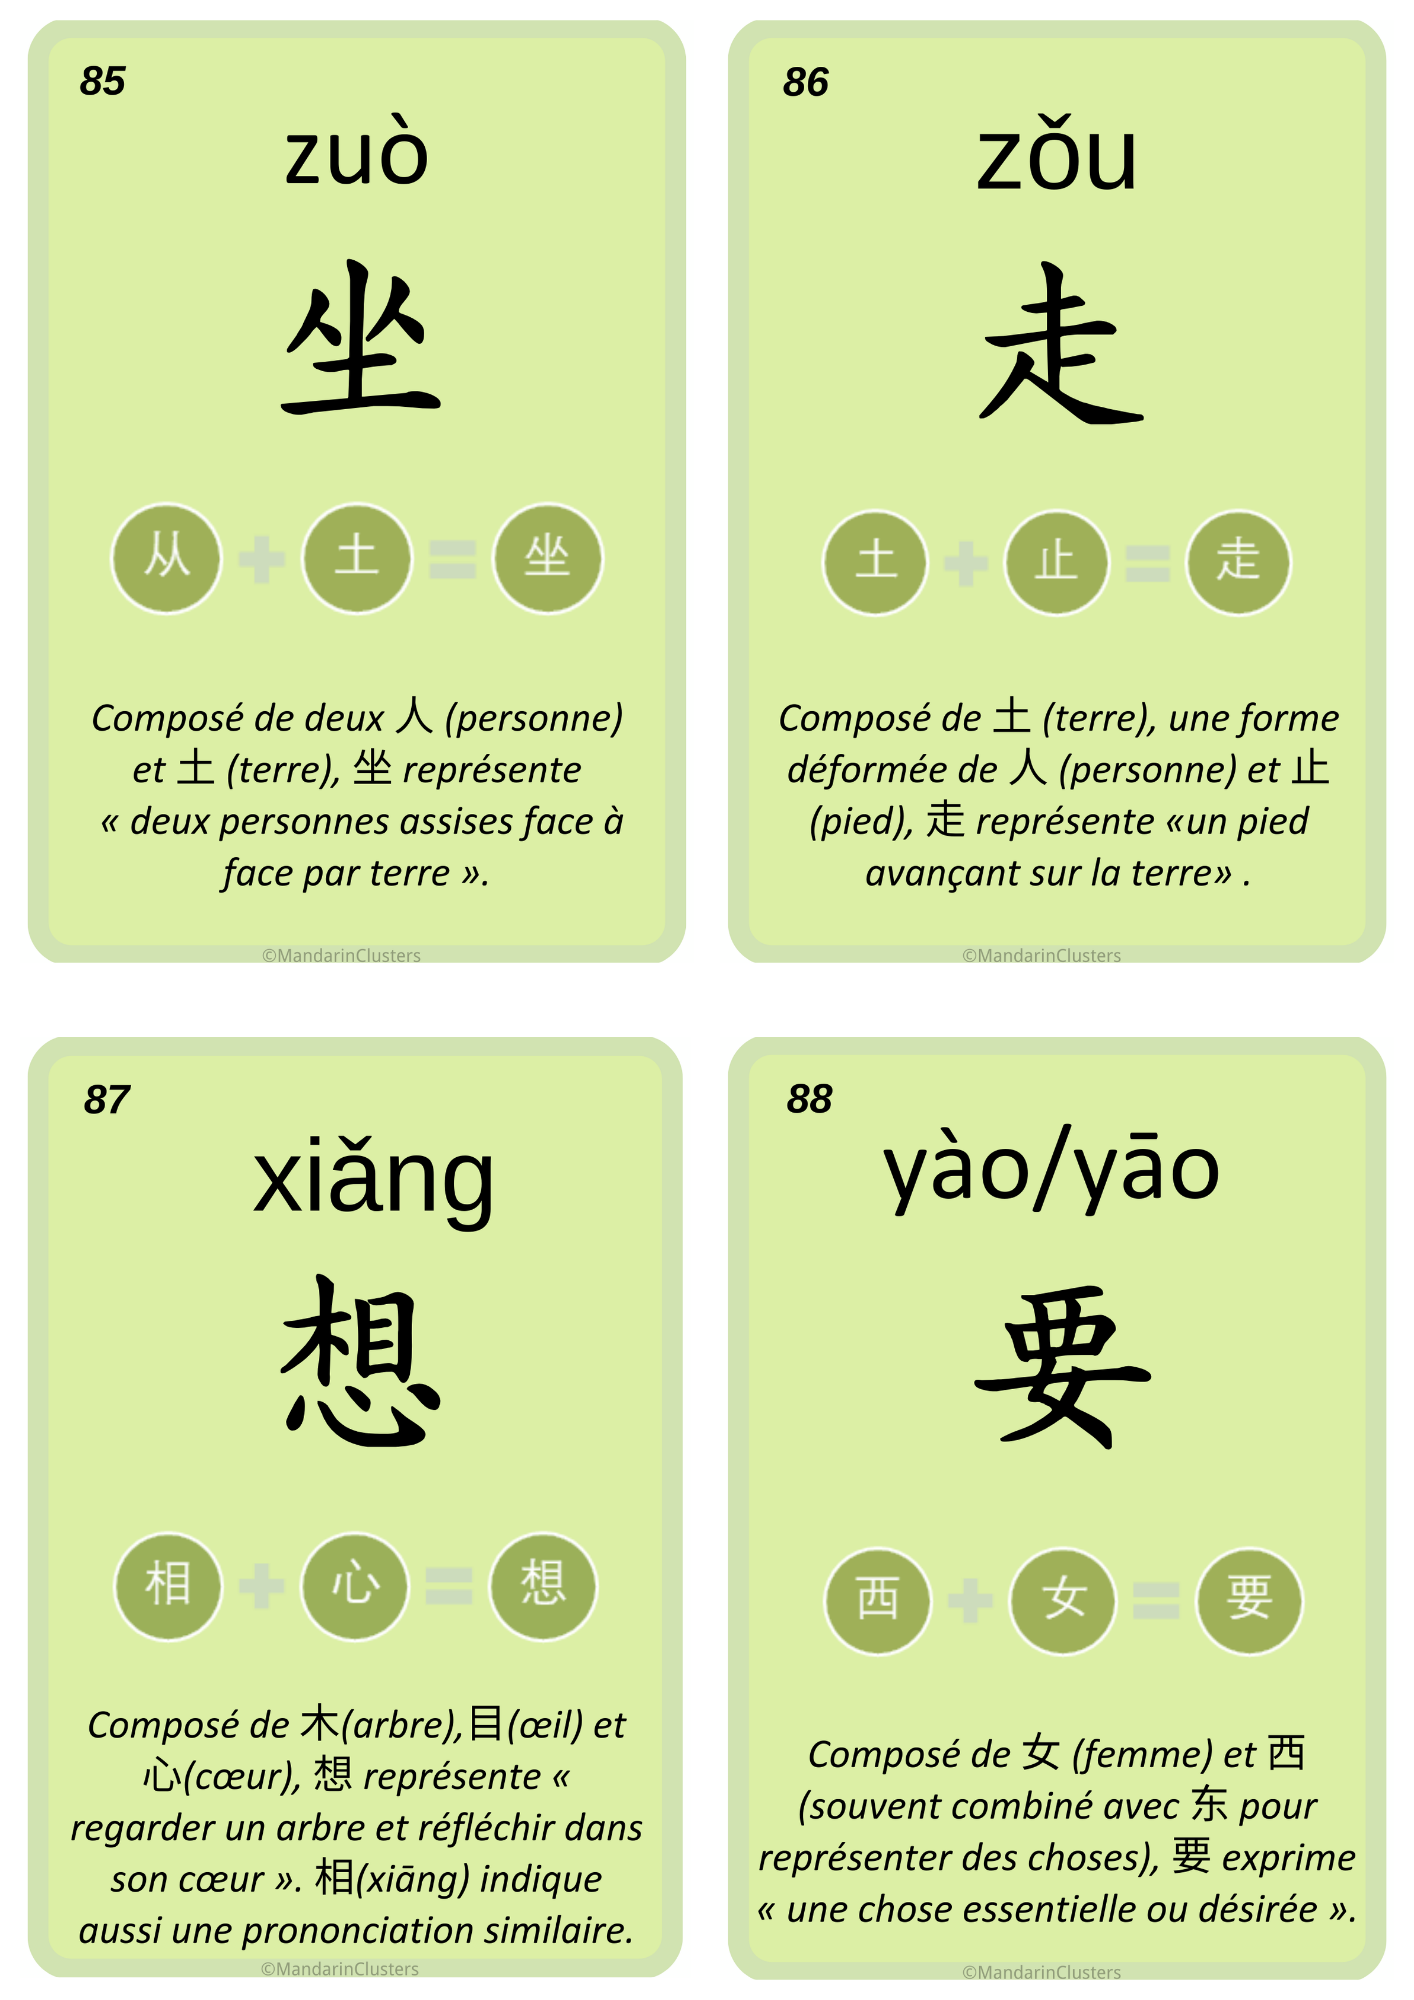 85
zuò
坐
从 + 土 = 坐
Composé de deux 人 (personne)
et 土 (terre), 坐 représente
« deux personnes assises face à
face par terre ».
©MandarinClusters
86
zǒu
走
土 + 止 = 走
Composé de 土 (terre), une forme
déformée de 人 (personne) et 止
(pied), 走 représente «un pied
avançant sur la terre» .
©MandarinClusters
87
xiǎng
想
相 + 心 = 想
Composé de 木(arbre),目(œil) et
心(cœur), 想 représente «
regarder un arbre et réfléchir dans
son cœur ». 相(xiāng) indique
aussi une prononciation similaire.
©MandarinClusters
88
yào/yāo
要
西 + 女 = 要
Composé de 女 (femme) et 西
(souvent combiné avec 东 pour
représenter des choses), 要 exprime
« une chose essentielle ou désirée ».
©MandarinClusters